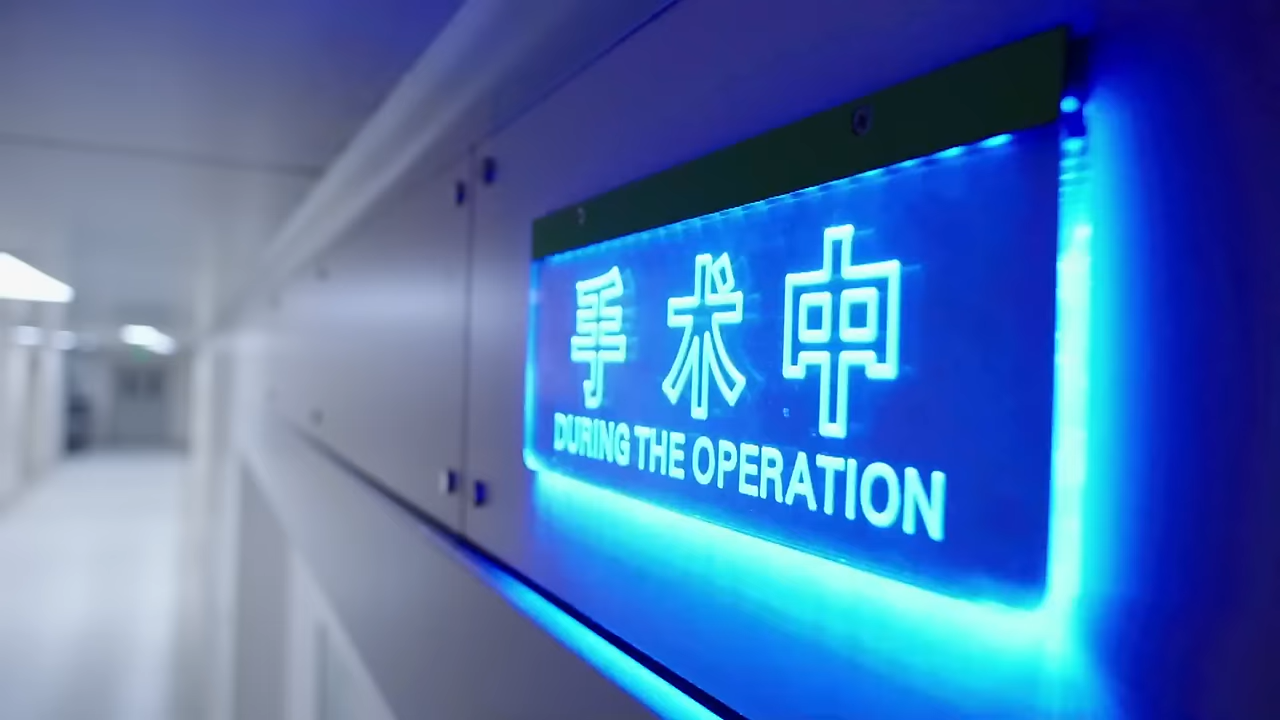 手术中
DURING THE OPERATION